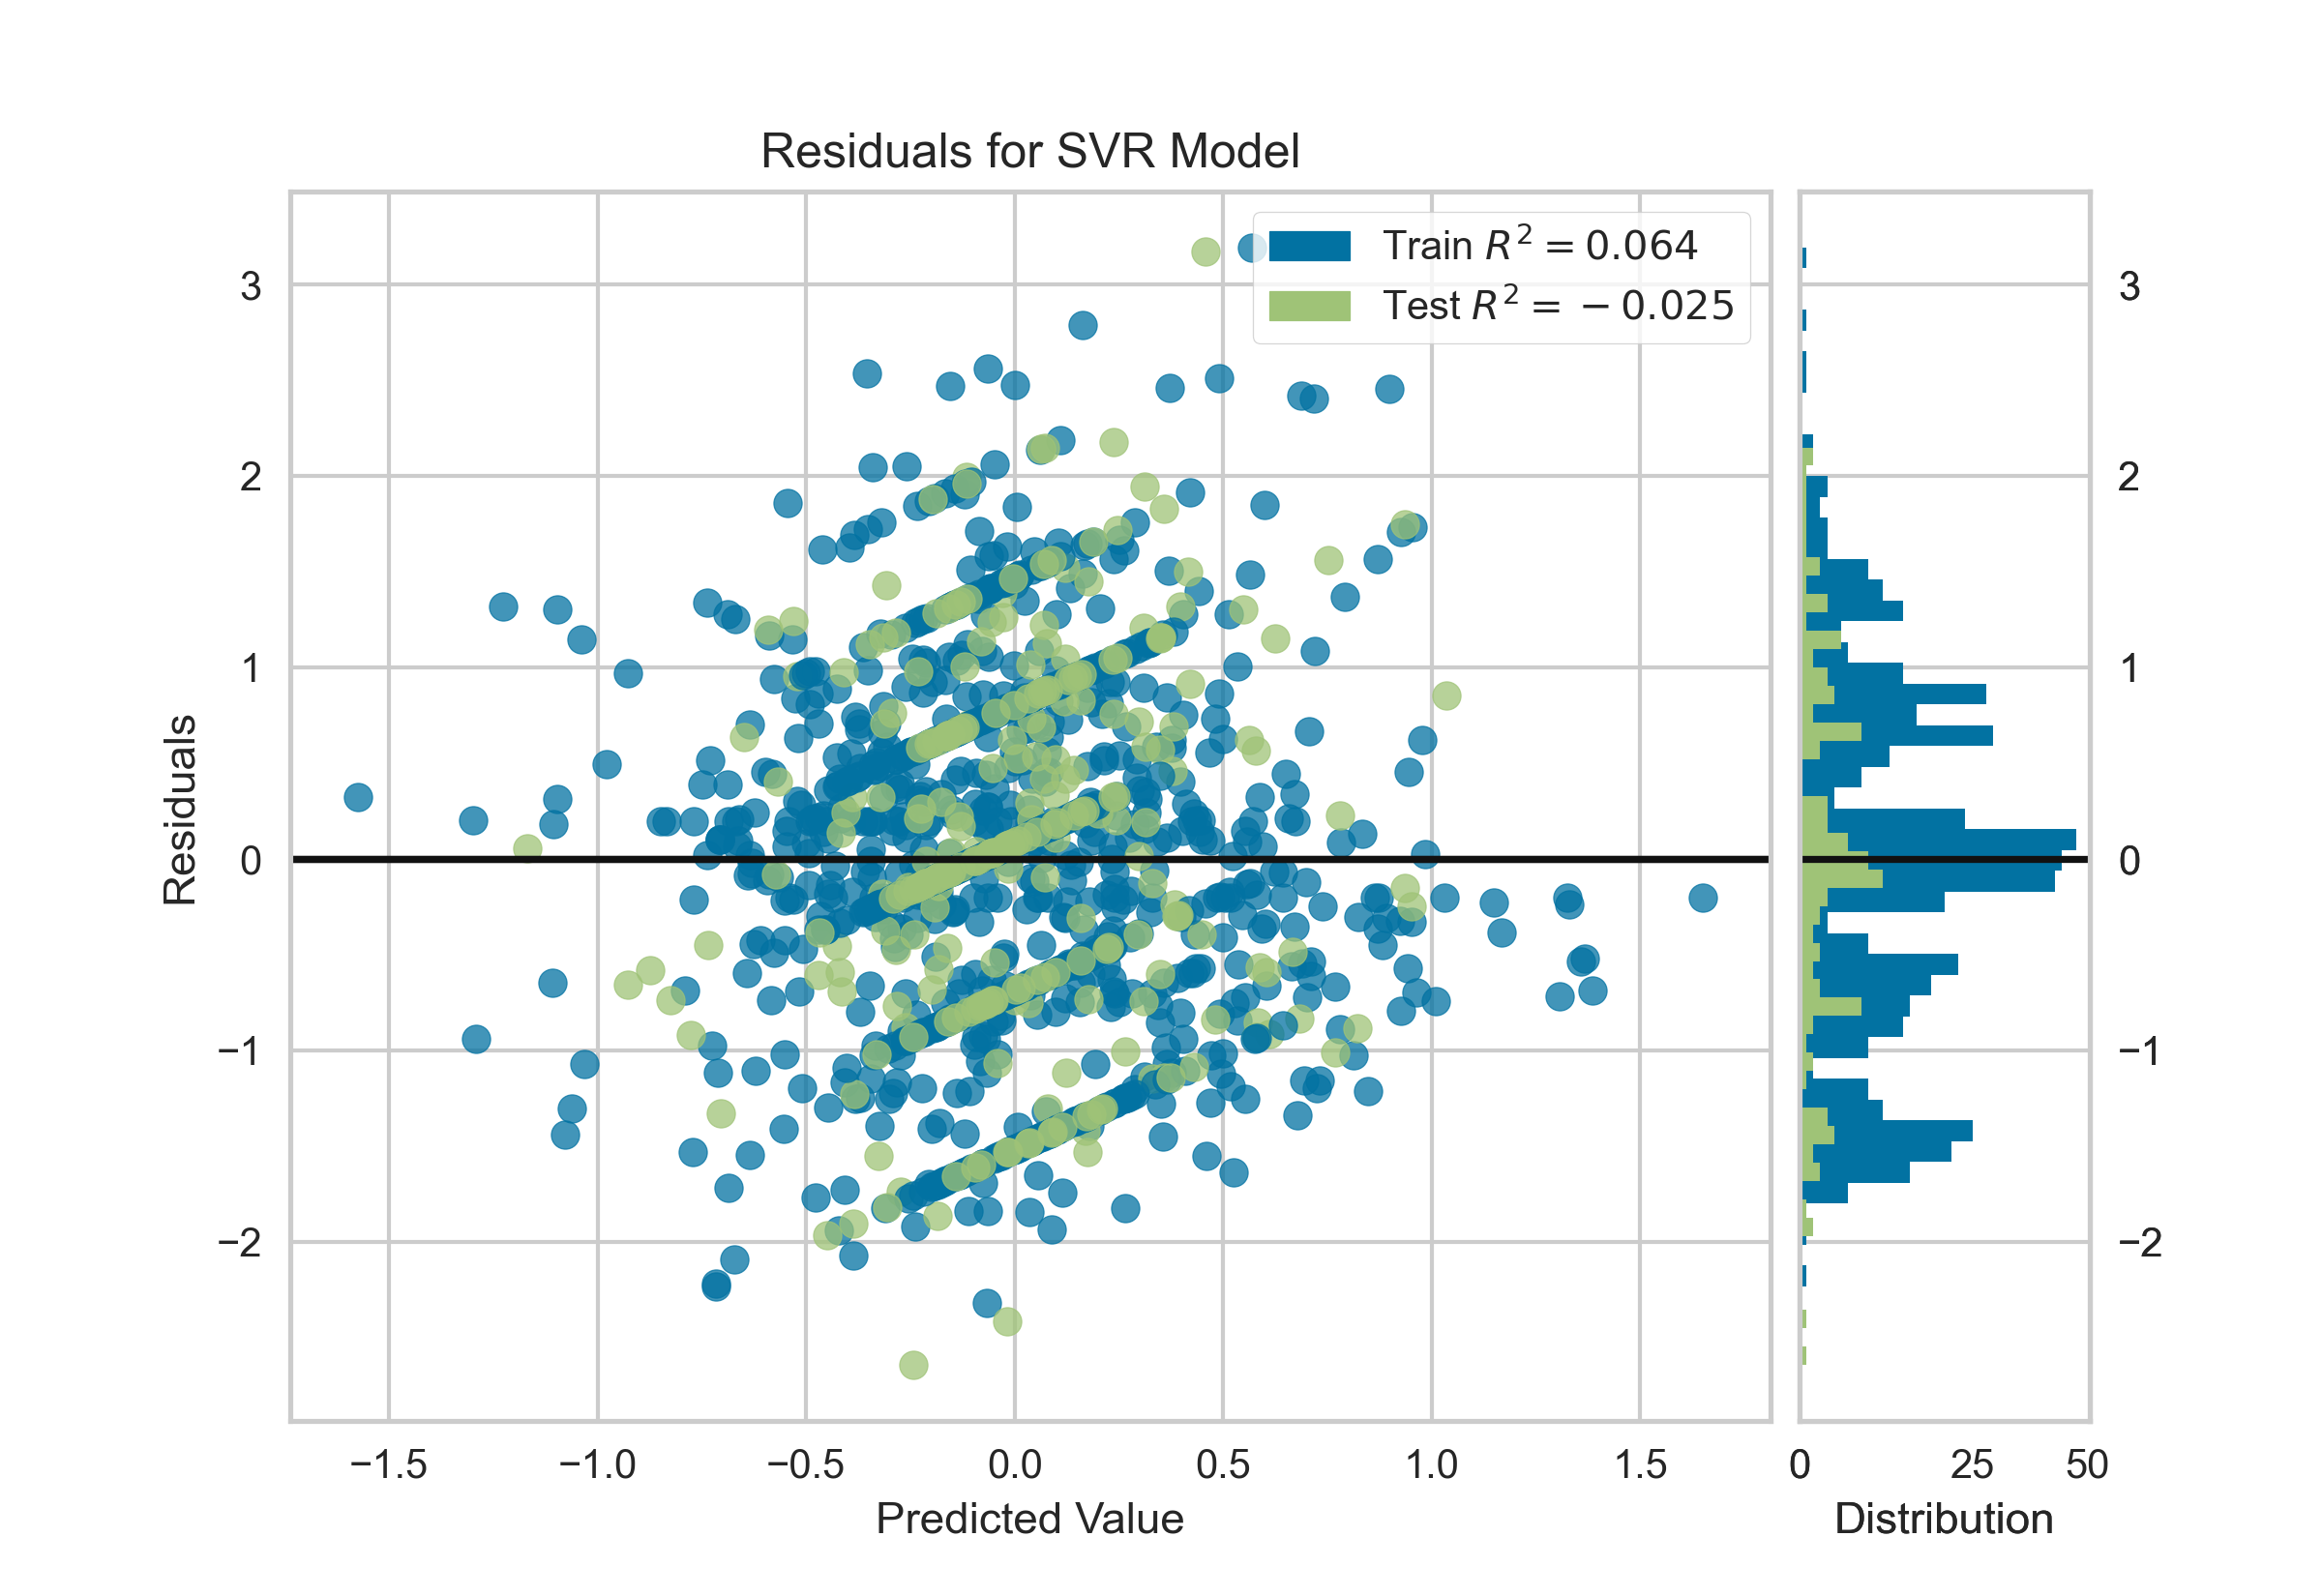 Residuals for SVR Model
Train R² = 0.064
Test R² = −0.025
3
2
1
0
−1
−2
Residuals
−1.5 −1.0 −0.5 0.0 0.5 1.0 1.5
Predicted Value
3
2
1
0
−1
−2
0 25 50
Distribution